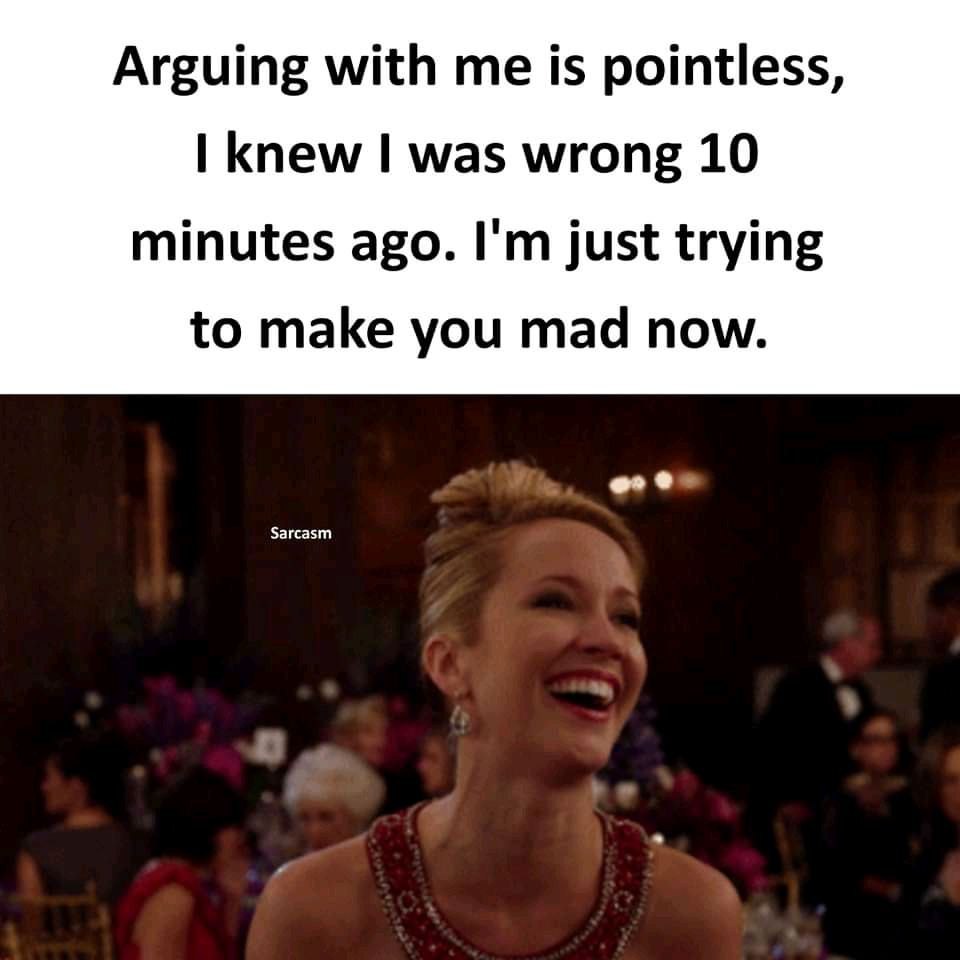 Arguing with me is pointless,
I knew I was wrong 10
minutes ago. I'm just trying
to make you mad now.
Sarcasm